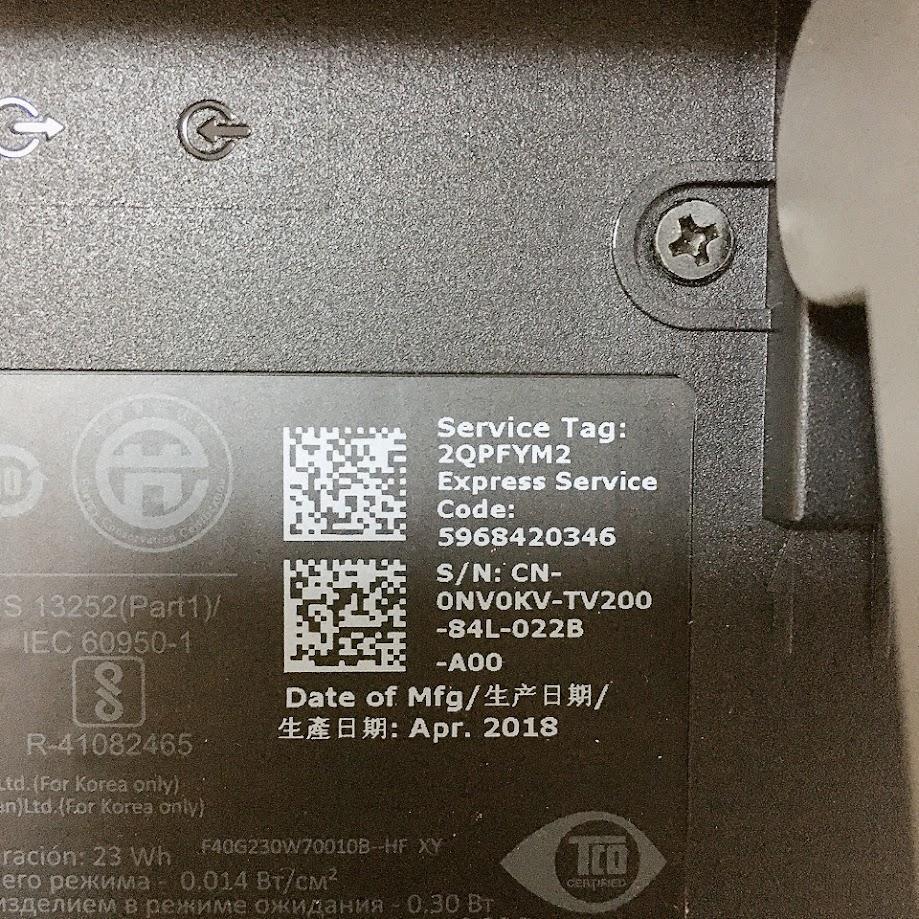 Service Tag:
2QPFYM2
Express Service
Code:
5968420346
S/N: CN-
0NV0KV-TV200
-84L-022B
-A00
Date of Mfg/生产日期/
生產日期: Apr. 2018
S 13252(Part1)/
IEC 60950-1
R-41082465
Ltd.(For Korea only)
an)Ltd.(For Korea only)
F40G230W70010B--HF XY
ración: 23 Wh
его режима - 0.014 Вт/см²
изделием в режиме ожидания - 0.30 Вт
TCO
CERTIFIED